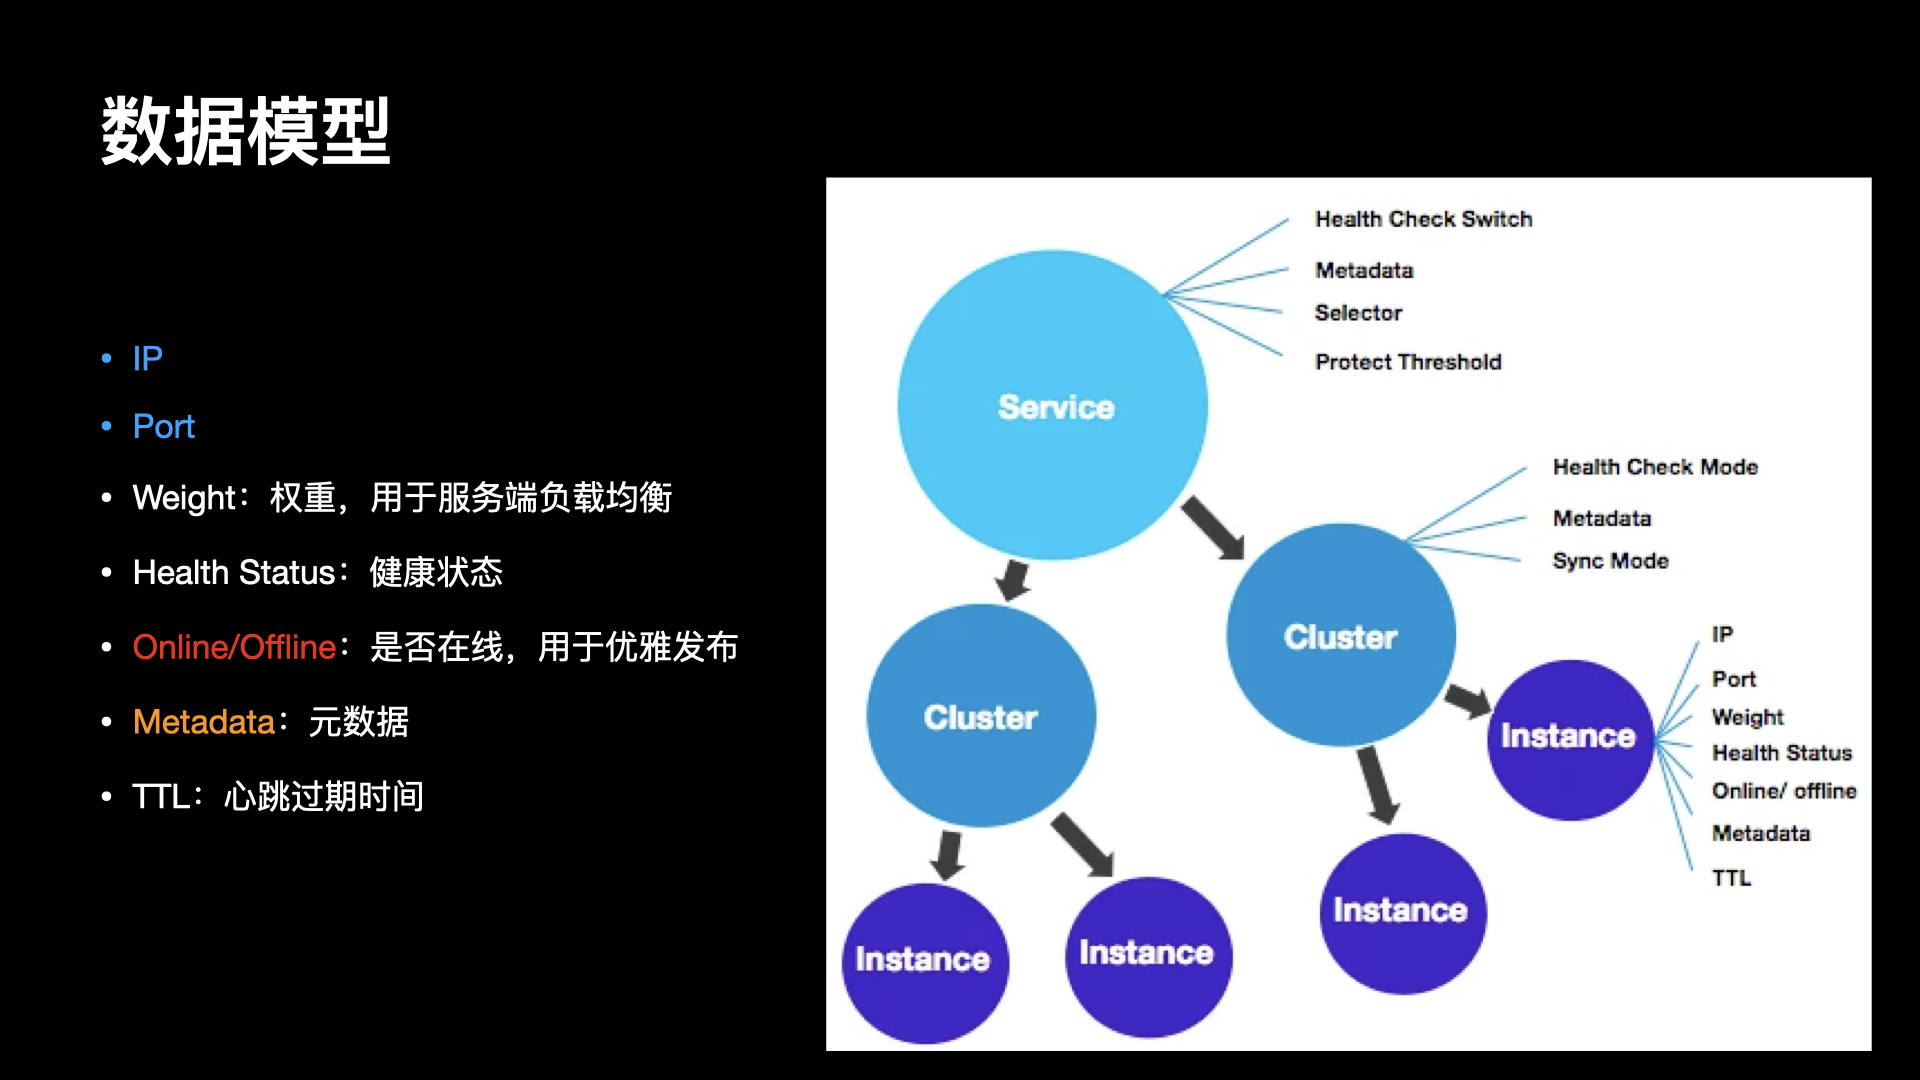 数据模型
• IP
• Port
• Weight：权重，用于服务端负载均衡
• Health Status：健康状态
• Online/Offline：是否在线，用于优雅发布
• Metadata：元数据
• TTL：心跳过期时间
Health Check Switch
Metadata
Selector
Protect Threshold
Service
Health Check Mode
Metadata
Sync Mode
Cluster
Cluster
IP
Port
Weight
Health Status
Online/ offline
Metadata
TTL
Instance
Instance
Instance
Instance